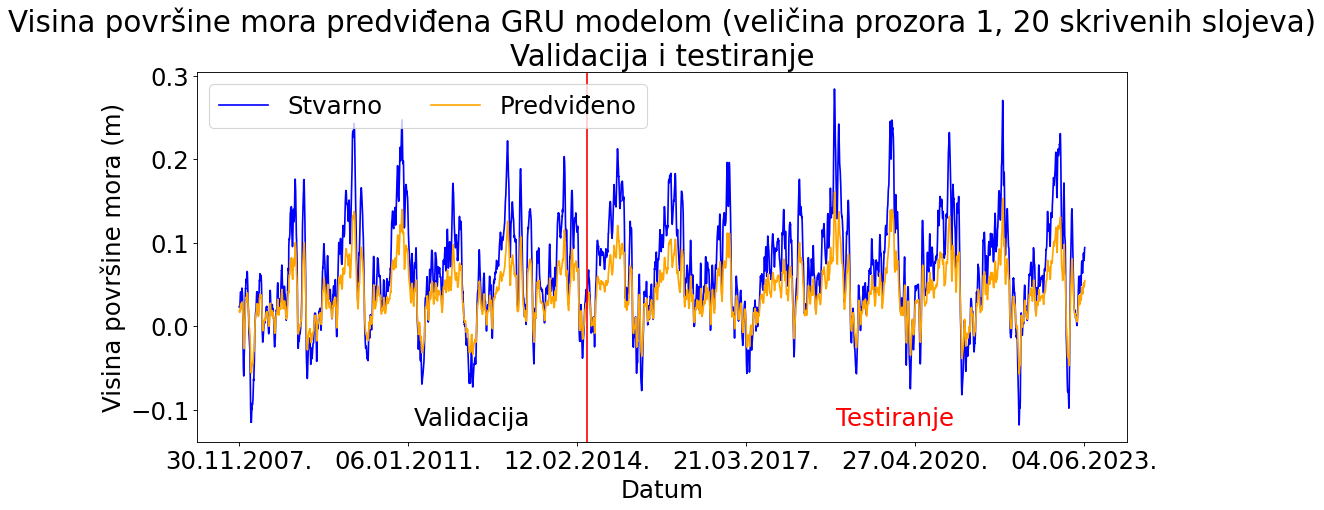 Visina površine mora predviđena GRU modelom (veličina prozora 1, 20 skrivenih slojeva)
Validacija i testiranje
Stvarno
Predviđeno
Visina površine mora (m)
0.3
0.2
0.1
0.0
−0.1
Validacija
Testiranje
30.11.2007.
06.01.2011.
12.02.2014.
21.03.2017.
27.04.2020.
04.06.2023.
Datum